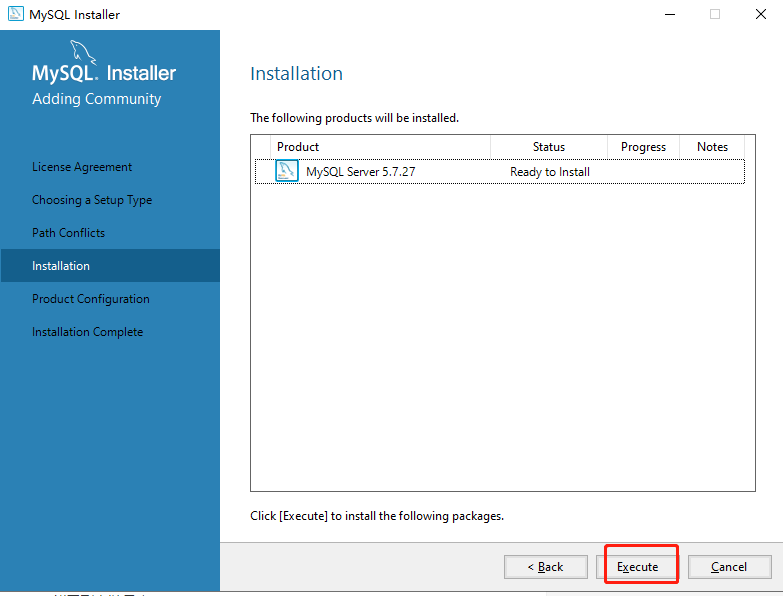 MySQL Installer
MySQL. Installer
Adding Community
License Agreement
Choosing a Setup Type
Path Conflicts
Installation
Product Configuration
Installation Complete
Installation
The following products will be installed.
Product Status Progress Notes
MySQL Server 5.7.27 Ready to Install
Click [Execute] to install the following packages.
< Back Execute Cancel